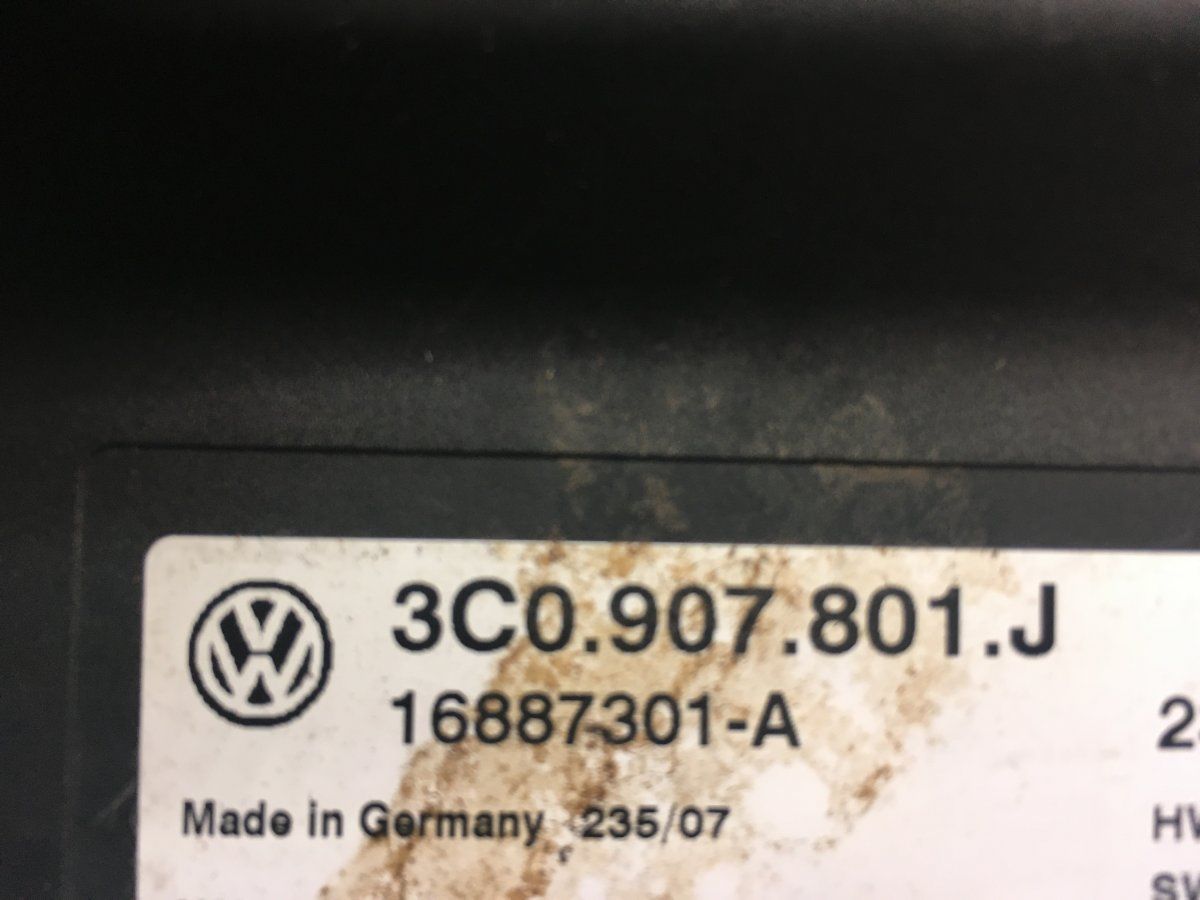 3C0.907.801.J
16887301-A
Made in Germany 235/07